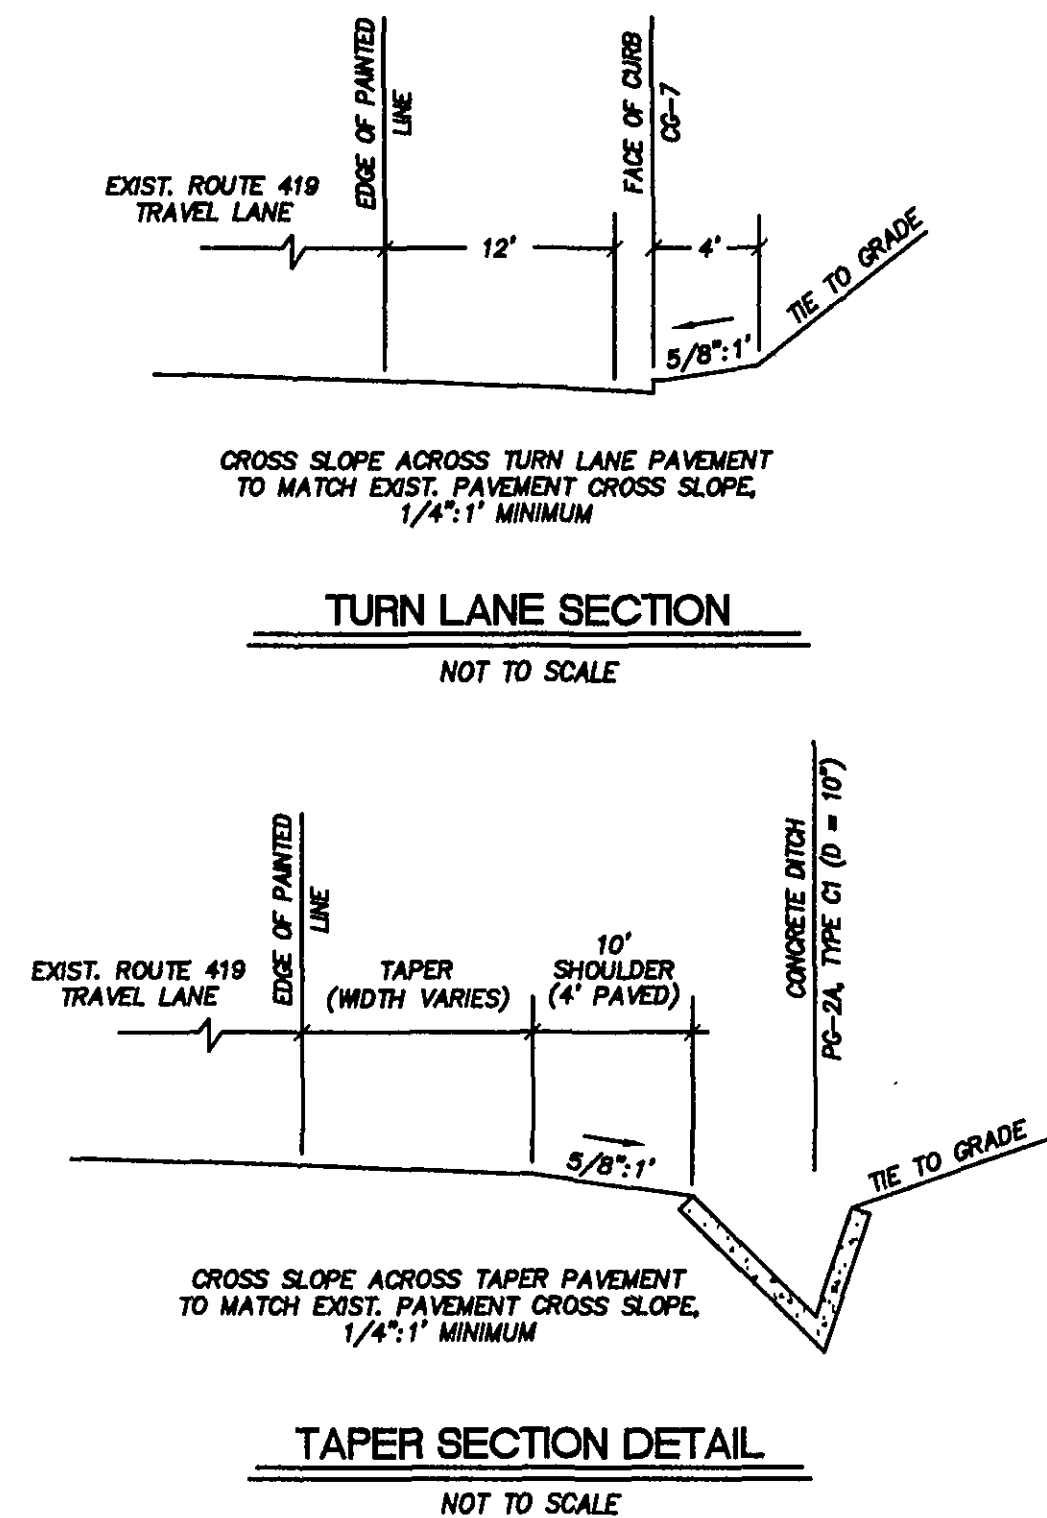 EDGE OF PAINTED
LINE
FACE OF CURB
CG-7
EXIST. ROUTE 419
TRAVEL LANE
12'
4'
TIE TO GRADE
5/8":1'
CROSS SLOPE ACROSS TURN LANE PAVEMENT
TO MATCH EXIST. PAVEMENT CROSS SLOPE,
1/4":1' MINIMUM
TURN LANE SECTION
NOT TO SCALE
EDGE OF PAINTED
LINE
CONCRETE DITCH
PG-2A, TYPE C1 (D = 10")
EXIST. ROUTE 419
TRAVEL LANE
TAPER
(WIDTH VARIES)
10'
SHOULDER
(4' PAVED)
5/8":1'
TIE TO GRADE
CROSS SLOPE ACROSS TAPER PAVEMENT
TO MATCH EXIST. PAVEMENT CROSS SLOPE,
1/4":1' MINIMUM
TAPER SECTION DETAIL
NOT TO SCALE